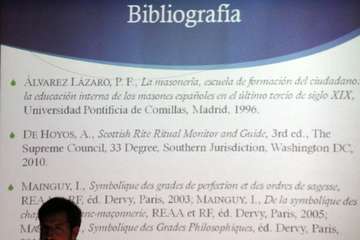 Bibliografía
ÁLVAREZ LÁZARO, P. F., La masonería, escuela de formación del ciudadano:
la educación interna de los masones españoles en el último tercio de siglo XIX,
Universidad Pontificia de Comillas, Madrid, 1996.
DE HOYOS, A., Scottish Rite Ritual Monitor and Guide, 3rd ed., The
Supreme Council, 33 Degree, Southern Jurisdiction, Washington DC,
2010.
MAINGUY, I., Symbolique des grades de perfection et des ordres de sagesse,
REAA et RF, éd. Dervy, Paris, 2003; MAINGUY, I., De la symbolique des
franc-maçonnerie, REAA et RF, éd. Dervy, Paris, 2005;
Symbolique des Grades Philosophiques, éd. Dervy, Paris,